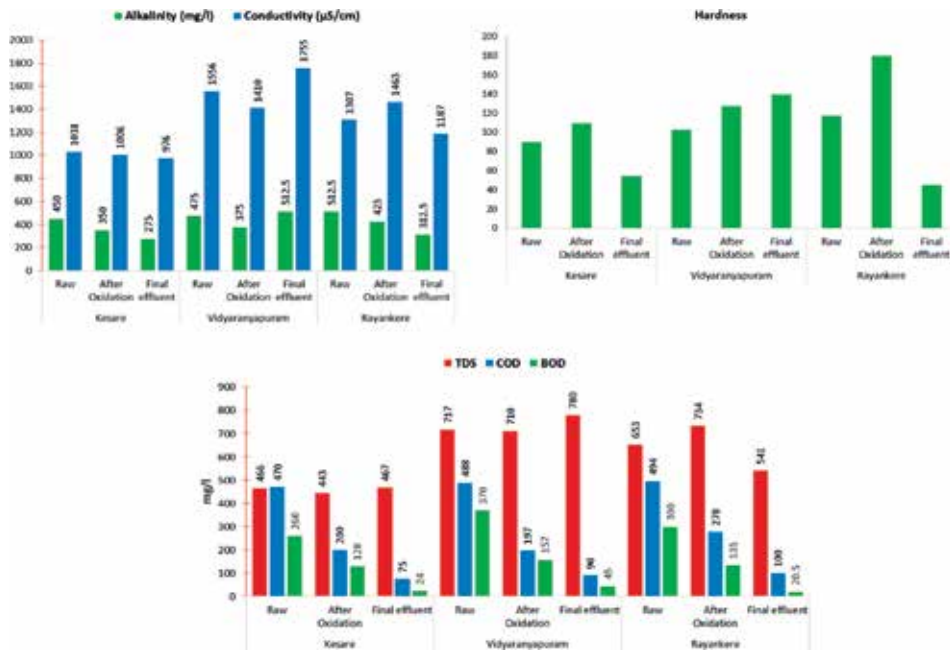 Alkalinity (mg/l) Conductivity (µS/cm)
2000
1800
1600
1400
1200
1000
800
600
400
200
0
450 350 275 475 375 512.5 512.5 425 312.5
1006 976 1556 1410 1755 1307 1463 1187
Raw After Oxidation Final effluent Raw After Oxidation Final effluent Raw After Oxidation Final effluent
Kesare Vidyaranyapuram Rayankere
Hardness
200
180
160
140
120
100
80
60
40
20
0
Raw After Oxidation Final effluent Raw After Oxidation Final effluent Raw After Oxidation Final effluent
Kesare Vidyaranyapuram Rayankere
TDS COD BOD
mg/l
900
800
700
600
500
400
300
200
100
0
466 470 260 443 200 128 467 75 24
717 488 370 710 197 157 780 90 45
653 494 300 734 279 135 541 100 20.5
Raw After Oxidation Final effluent Raw After Oxidation Final effluent Raw After Oxidation Final effluent
Kesare Vidyaranyapuram Rayankere